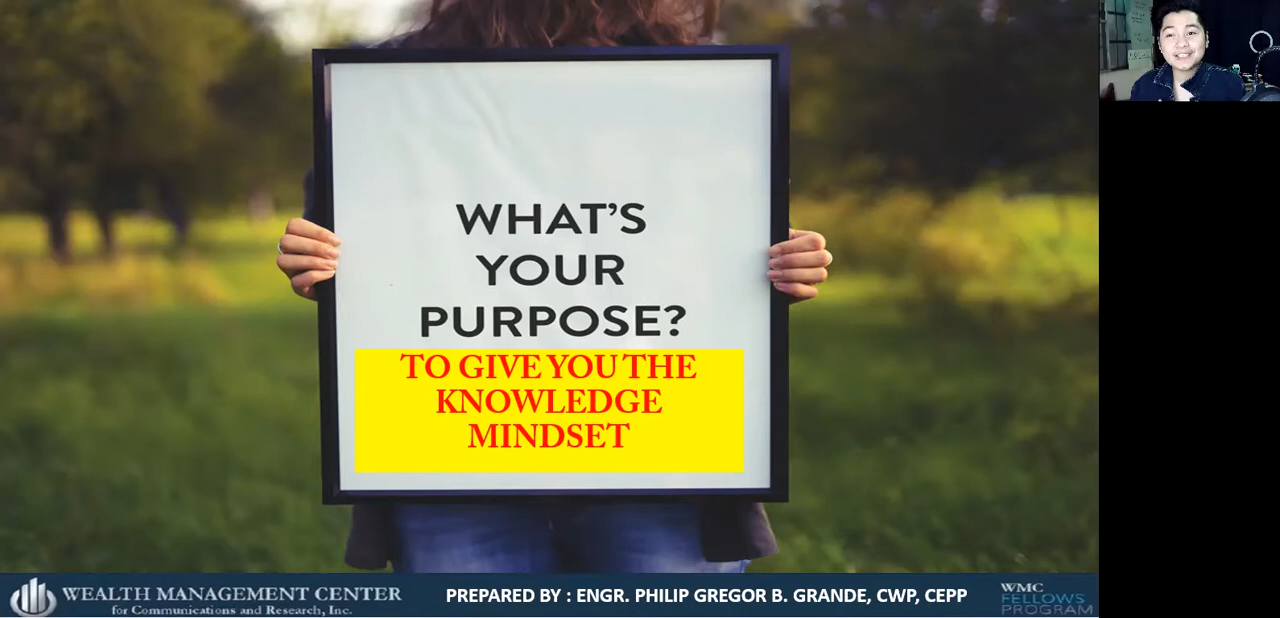 WHAT'S
YOUR
PURPOSE?
TO GIVE YOU THE
KNOWLEDGE
MINDSET
WEALTH MANAGEMENT CENTER
for Communications and Research, Inc.
PREPARED BY : ENGR. PHILIP GREGOR B. GRANDE, CWP, CEPP
WMC
FELLOWS
PROGRAM